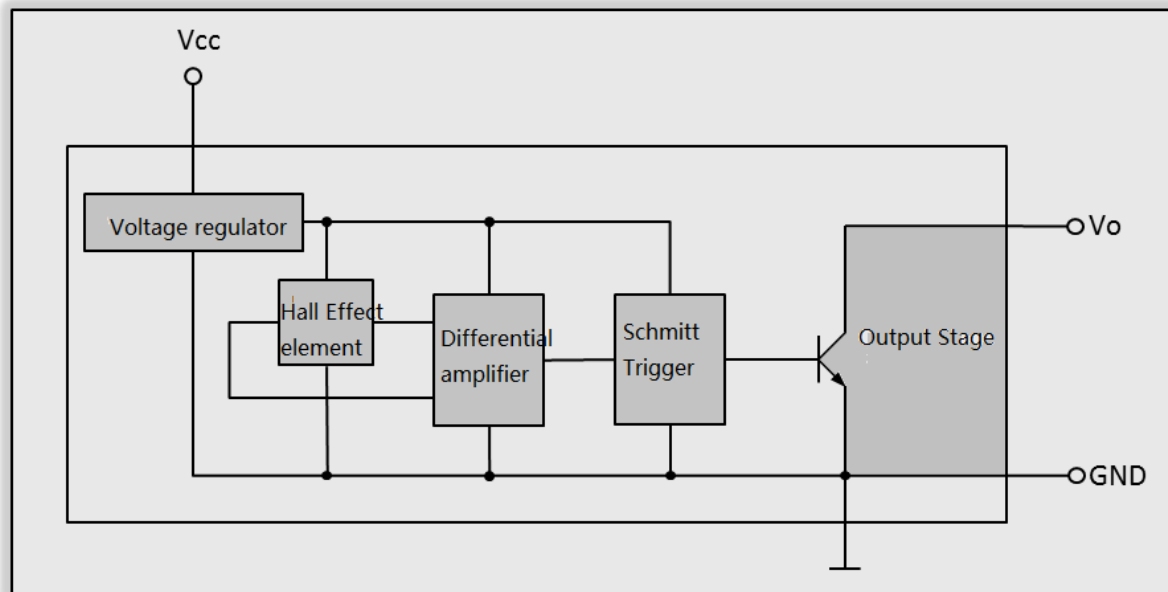 Vcc
Voltage regulator
Vo
Hall Effect
element
Differential
amplifier
Schmitt
Trigger
Output Stage
GND